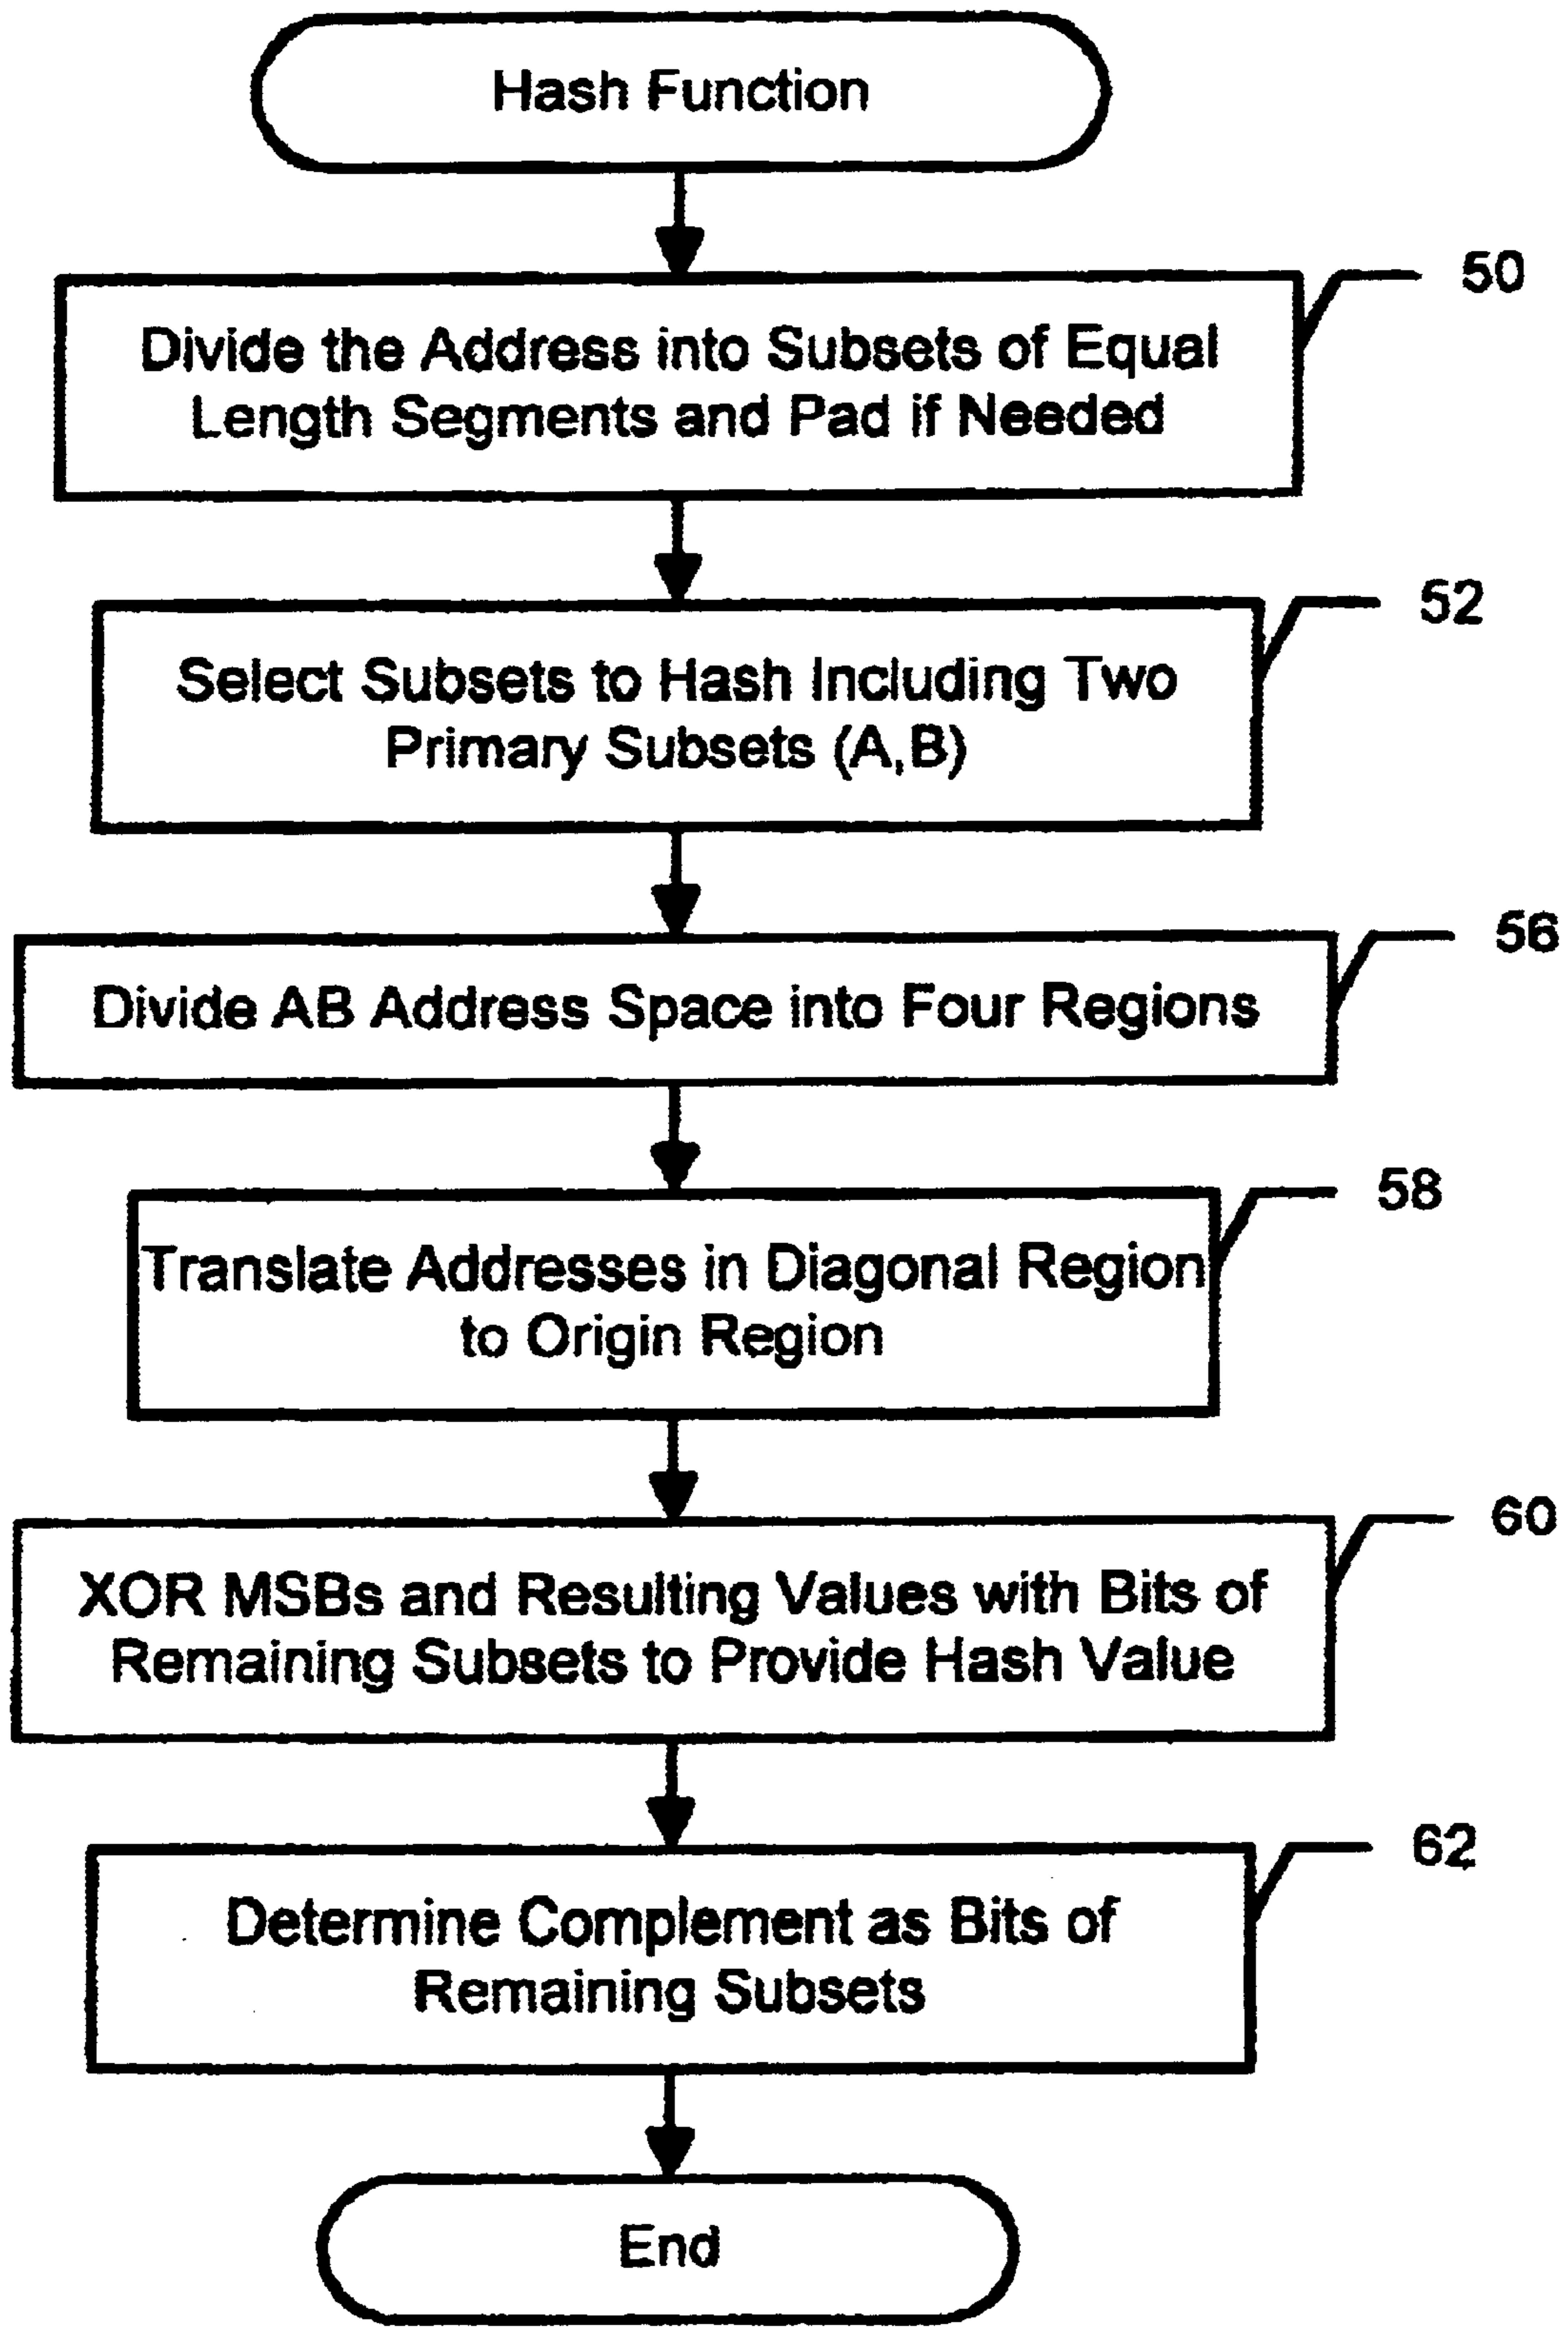 Hash Function
50
Divide the Address into Subsets of Equal
Length Segments and Pad if Needed
52
Select Subsets to Hash Including Two
Primary Subsets (A,B)
56
Divide AB Address Space into Four Regions
58
Translate Addresses in Diagonal Region
to Origin Region
60
XOR MSBs and Resulting Values with Bits of
Remaining Subsets to Provide Hash Value
62
Determine Complement as Bits of
Remaining Subsets
End